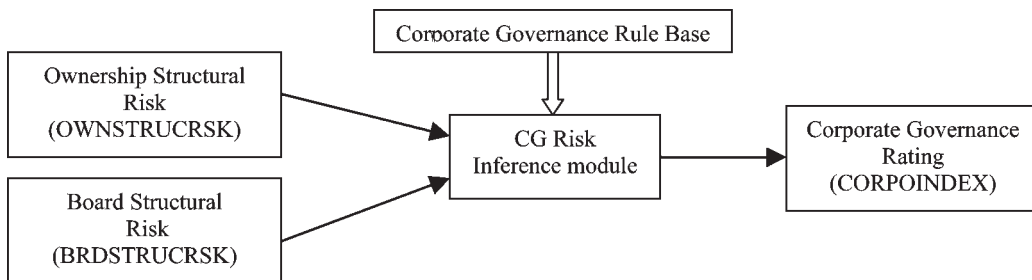 Corporate Governance Rule Base
Ownership Structural
Risk
(OWNSTRUCRSK)
CG Risk
Inference module
Corporate Governance
Rating
(CORPOINDEX)
Board Structural
Risk
(BRDSTRUCRSK)